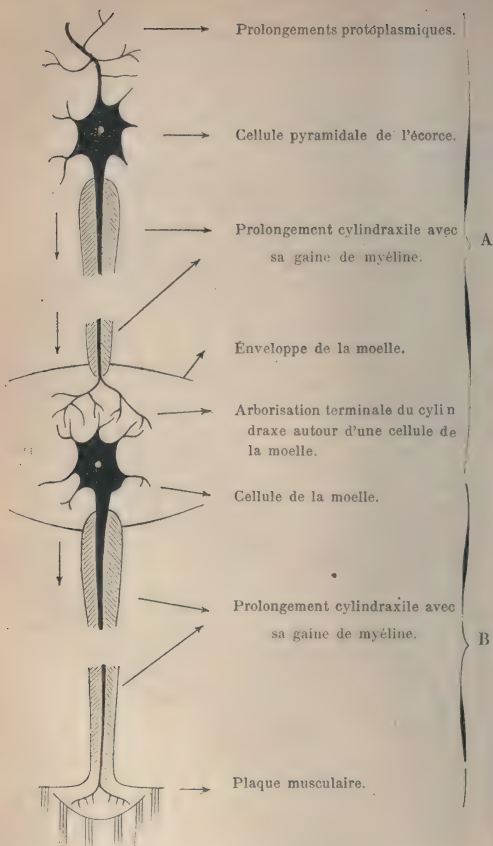 Prolongements protoplasmiques.
Cellule pyramidale de l'écorce.
Prolongement cylindraxile avec
sa gaine de myéline.
A
Enveloppe de la moelle.
Arborisation terminale du cylin
draxe autour d'une cellule de
la moelle.
Cellule de la moelle.
Prolongement cylindraxile avec
sa gaine de myéline.
B
Plaque musculaire.